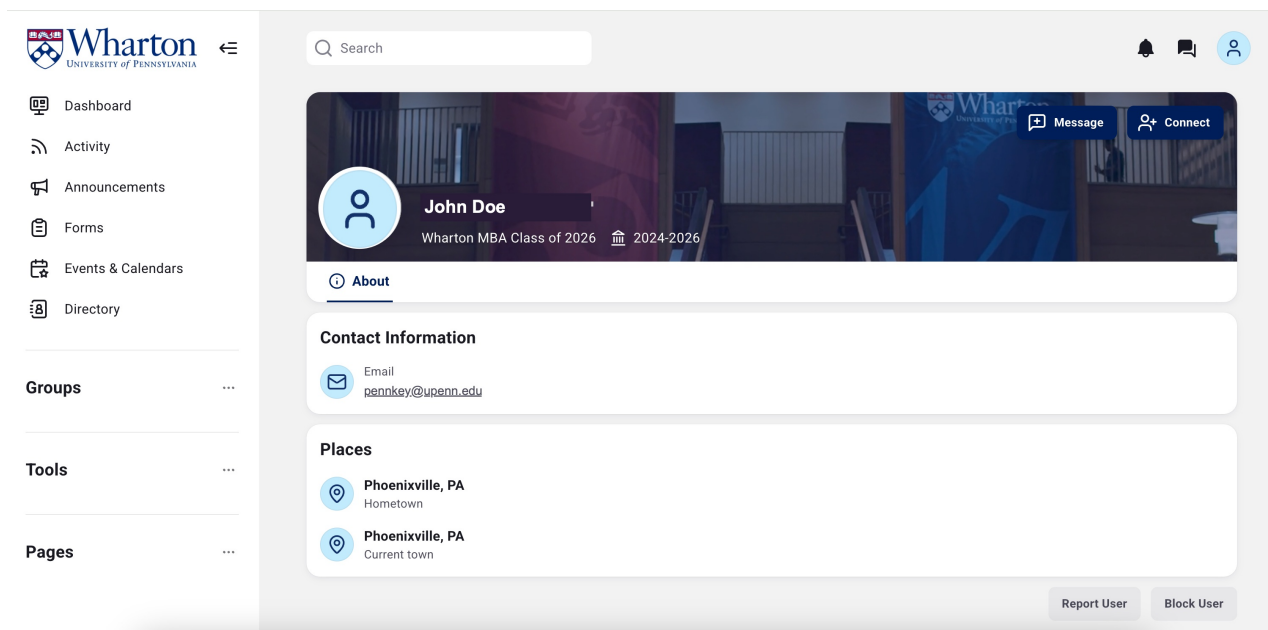 Wharton
UNIVERSITY of PENNSYLVANIA
Search
Dashboard
Activity
Announcements
Forms
Events & Calendars
Directory
Groups
Tools
Pages
Wharton
Message
Connect
John Doe
Wharton MBA Class of 2026 2024-2026
About
Contact Information
Email
pennkey@upenn.edu
Places
Phoenixville, PA
Hometown
Phoenixville, PA
Current town
Report User
Block User